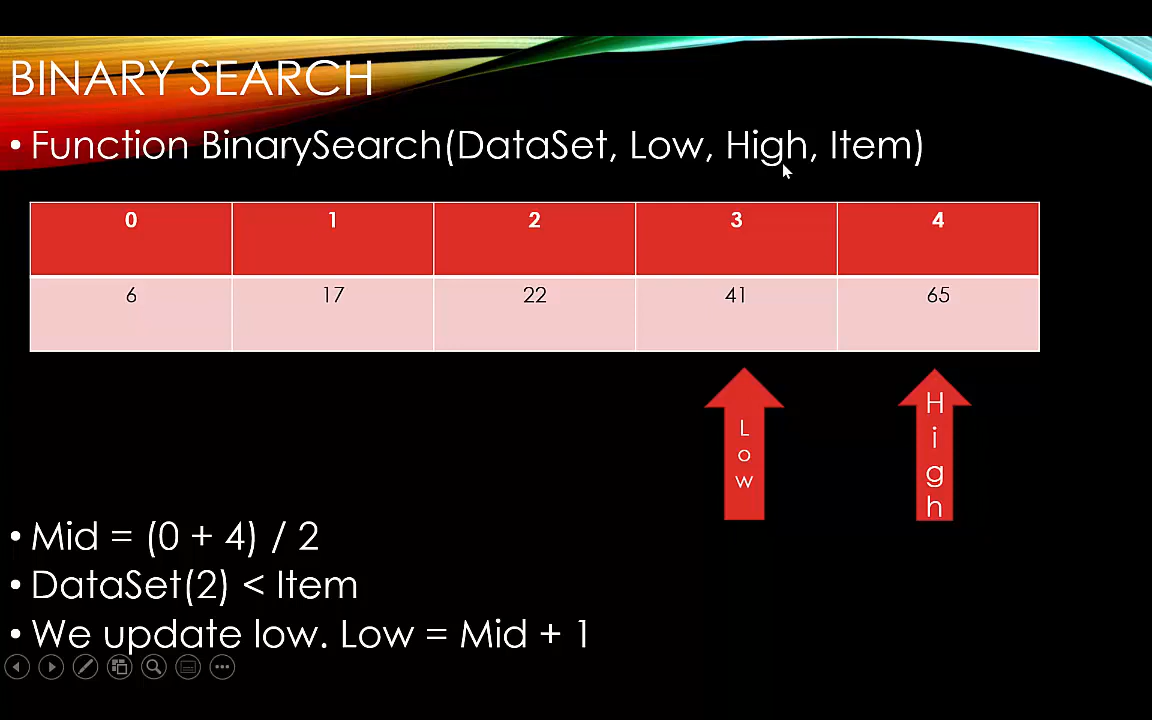 BINARY SEARCH
• Function BinarySearch(DataSet, Low, High, Item)
0 1 2 3 4
6 17 22 41 65
Low
High
• Mid = (0 + 4) / 2
• DataSet(2) < Item
• We update low. Low = Mid + 1